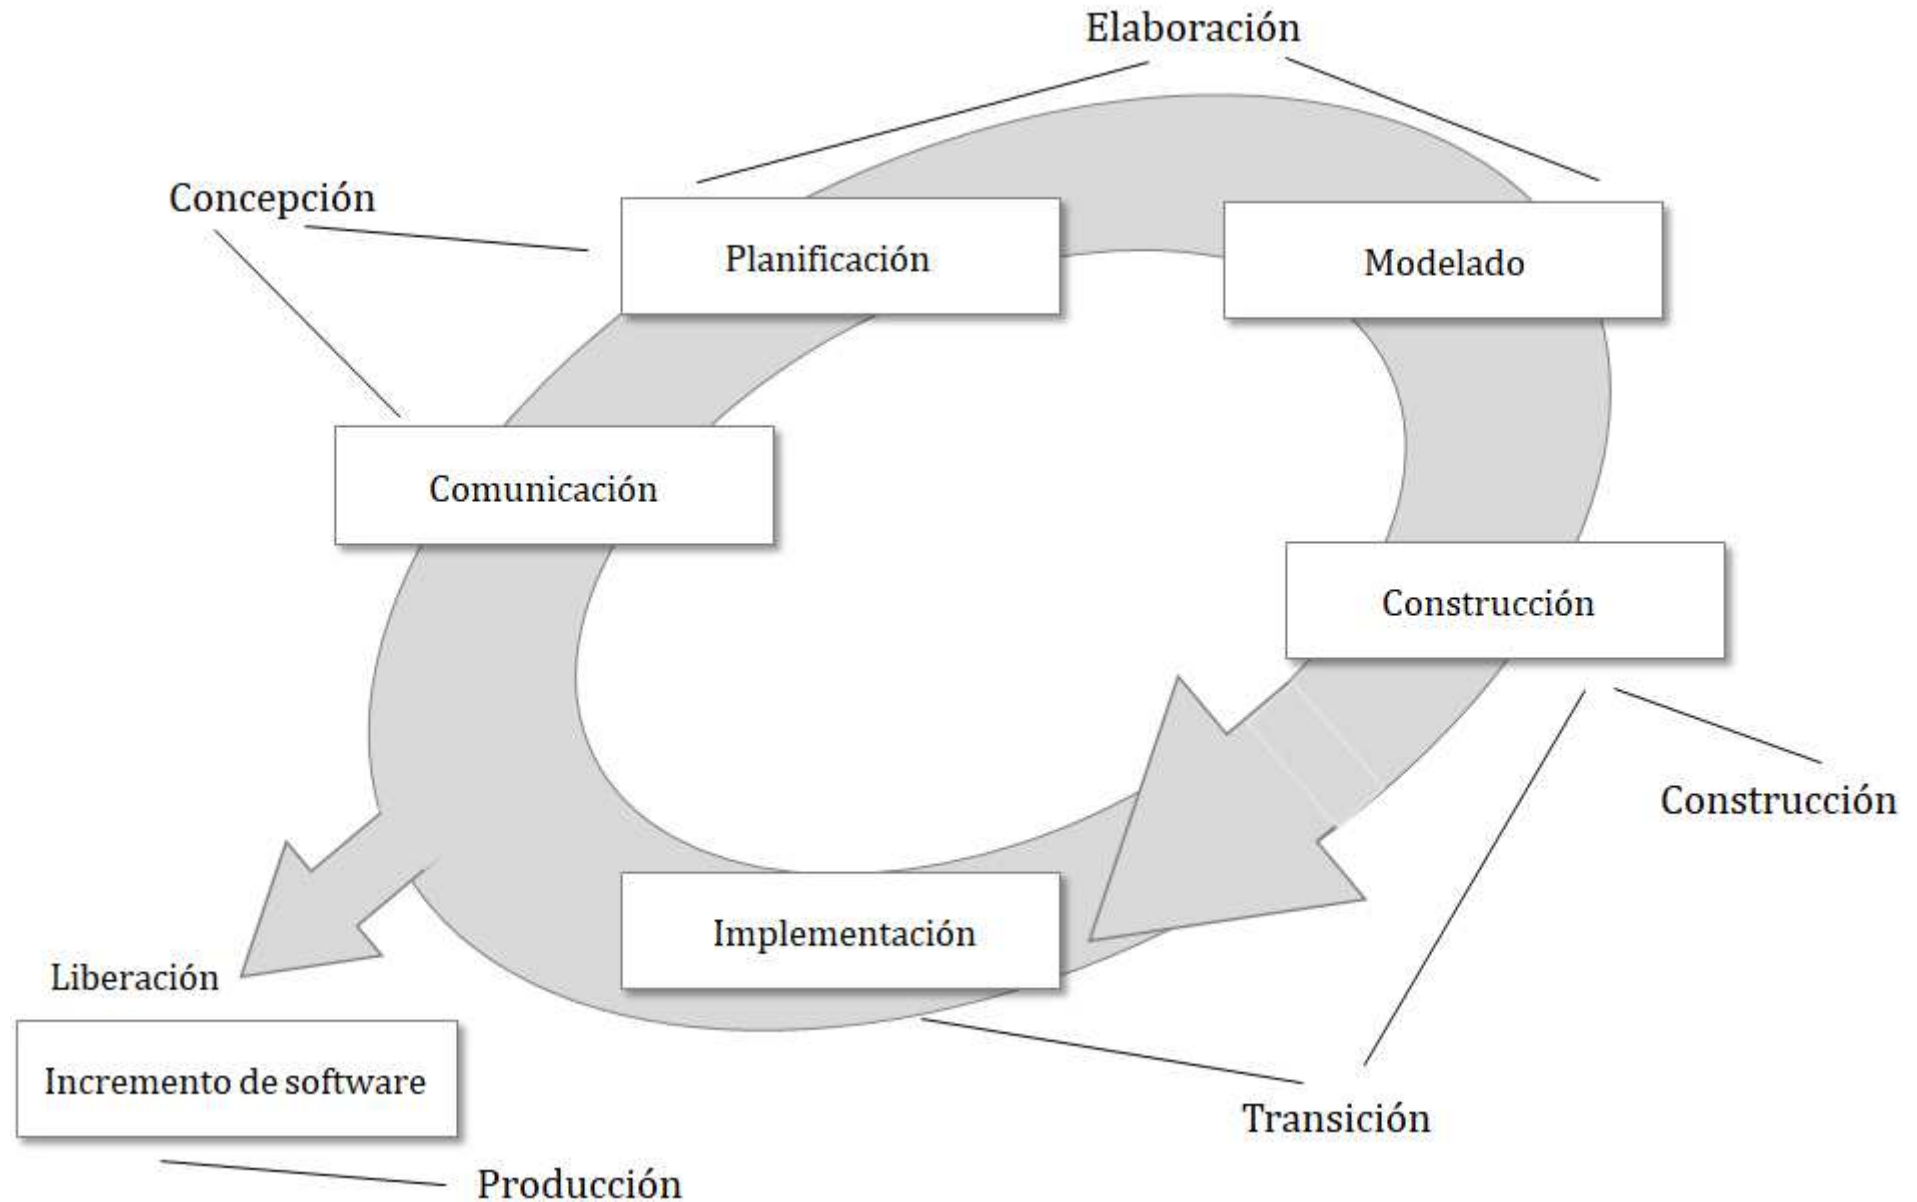 Elaboración
Concepción
Planificación
Modelado
Comunicación
Construcción
Construcción
Implementación
Liberación
Incremento de software
Transición
Producción